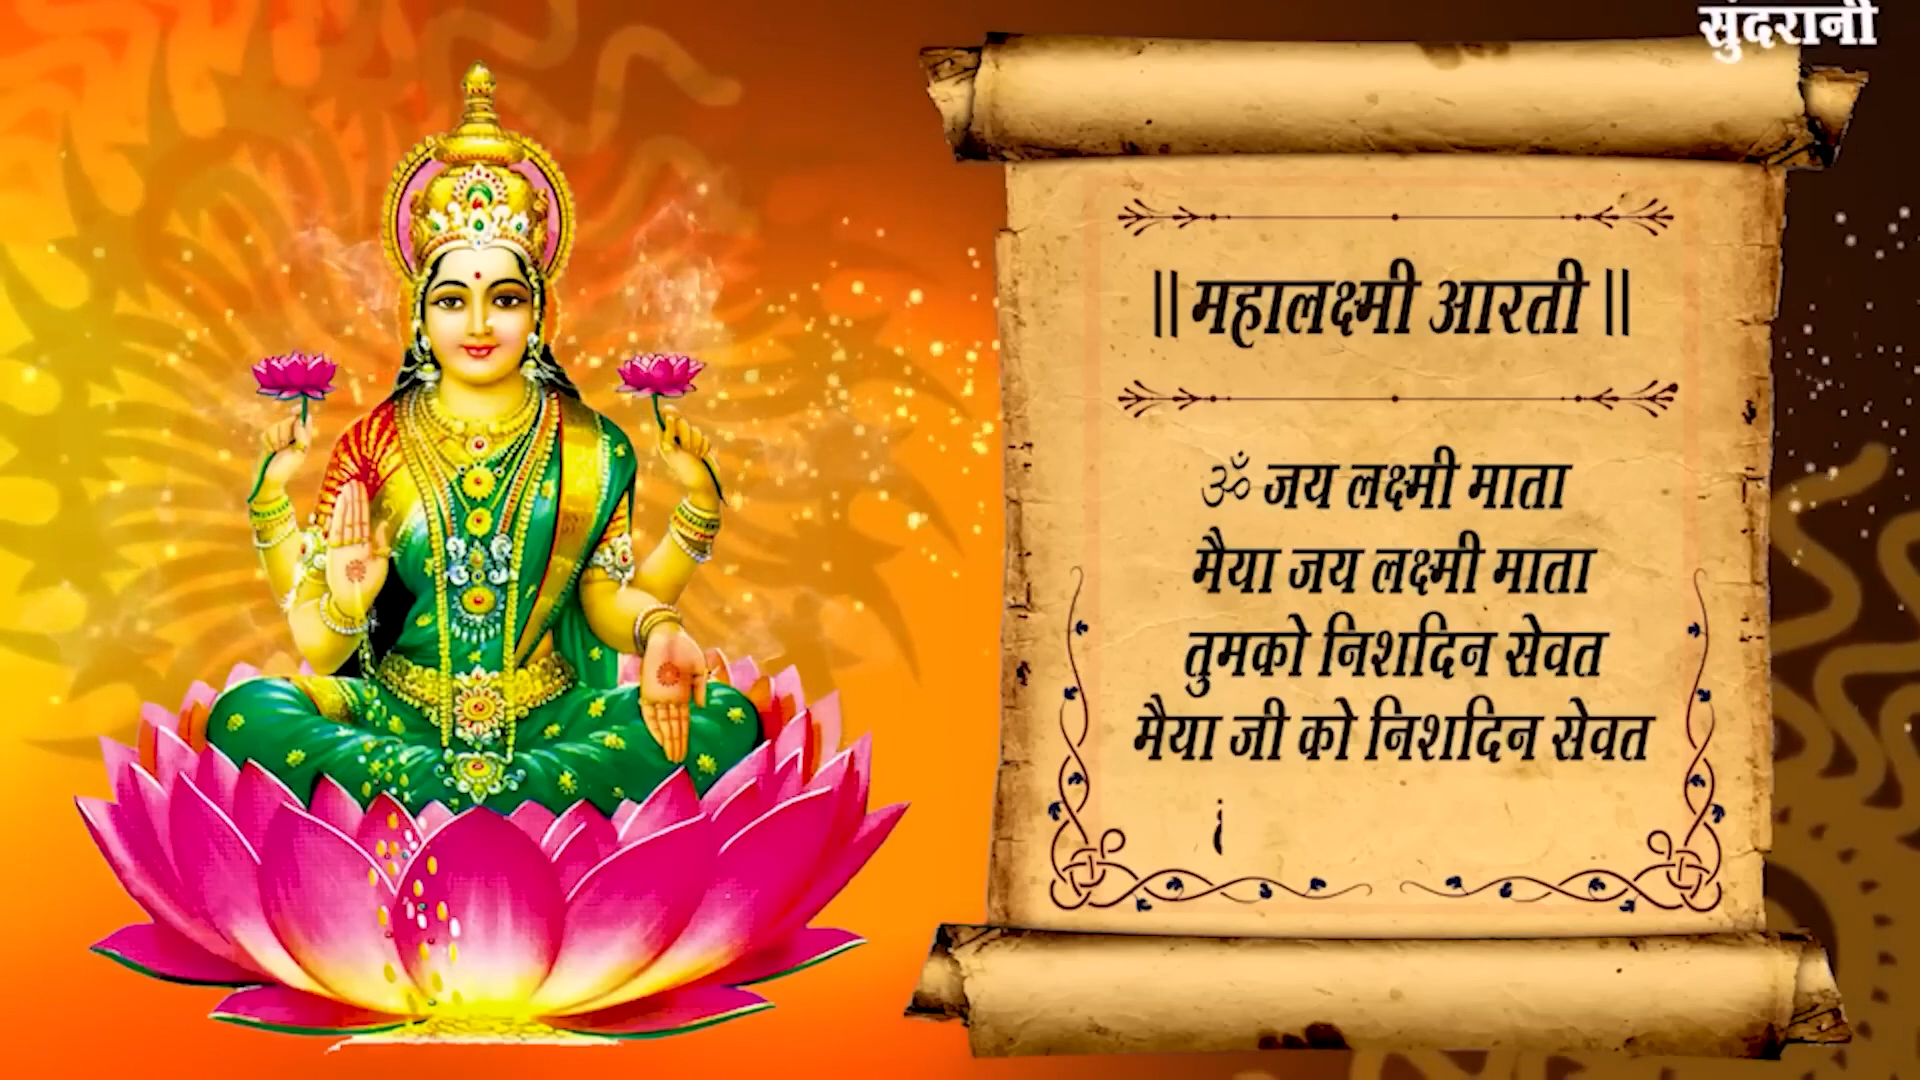 सुंदरानी
|| महालक्ष्मी आरती ||
ॐ जय लक्ष्मी माता
मैया जय लक्ष्मी माता
तुमको निशदिन सेवत
मैया जी को निशदिन सेवत